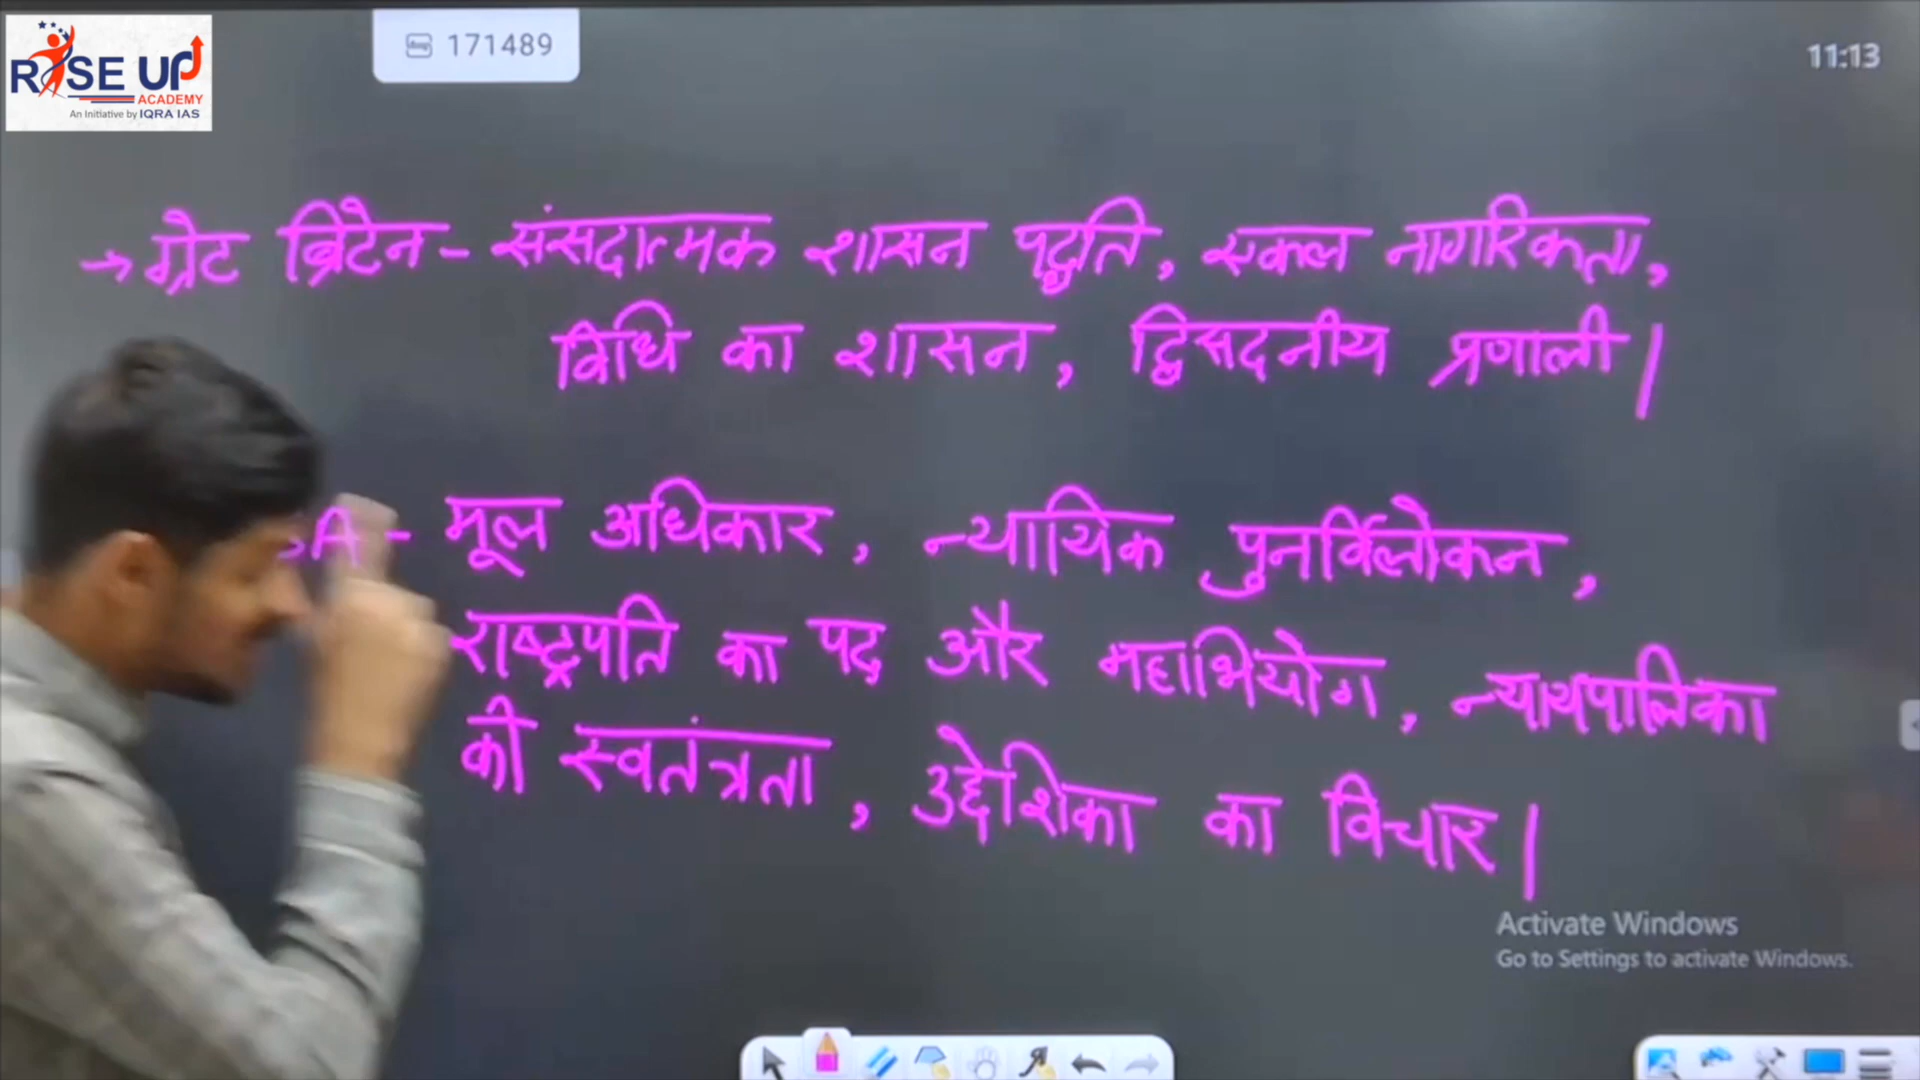 RISE UP
ACADEMY
An Initiative by IQRA IAS
171489
11:13
→ ग्रेट ब्रिटेन - संसदात्मक शासन पद्धति, एकल नागरिकता,
विधि का शासन, द्विसदनीय प्रणाली|
A - मूल अधिकार, न्यायिक पुनर्विलोकन,
राष्ट्रपति का पद और महाभियोग, न्यायपालिका
की स्वतंत्रता, उद्देशिका का विचार|
Activate Windows
Go to Settings to activate Windows.